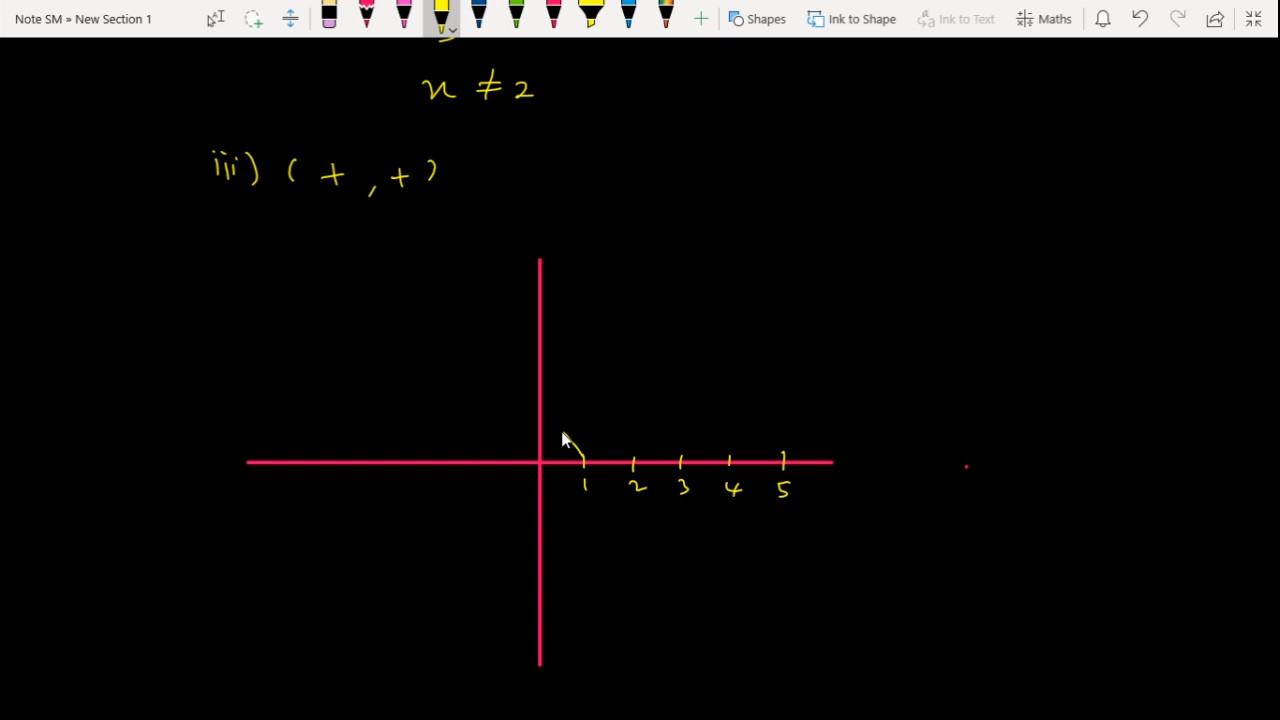 Note SM » New Section 1
Shapes
Ink to Shape
Ink to Text
Maths
x ≠ 2
iii) ( + , + )
1 2 3 4 5